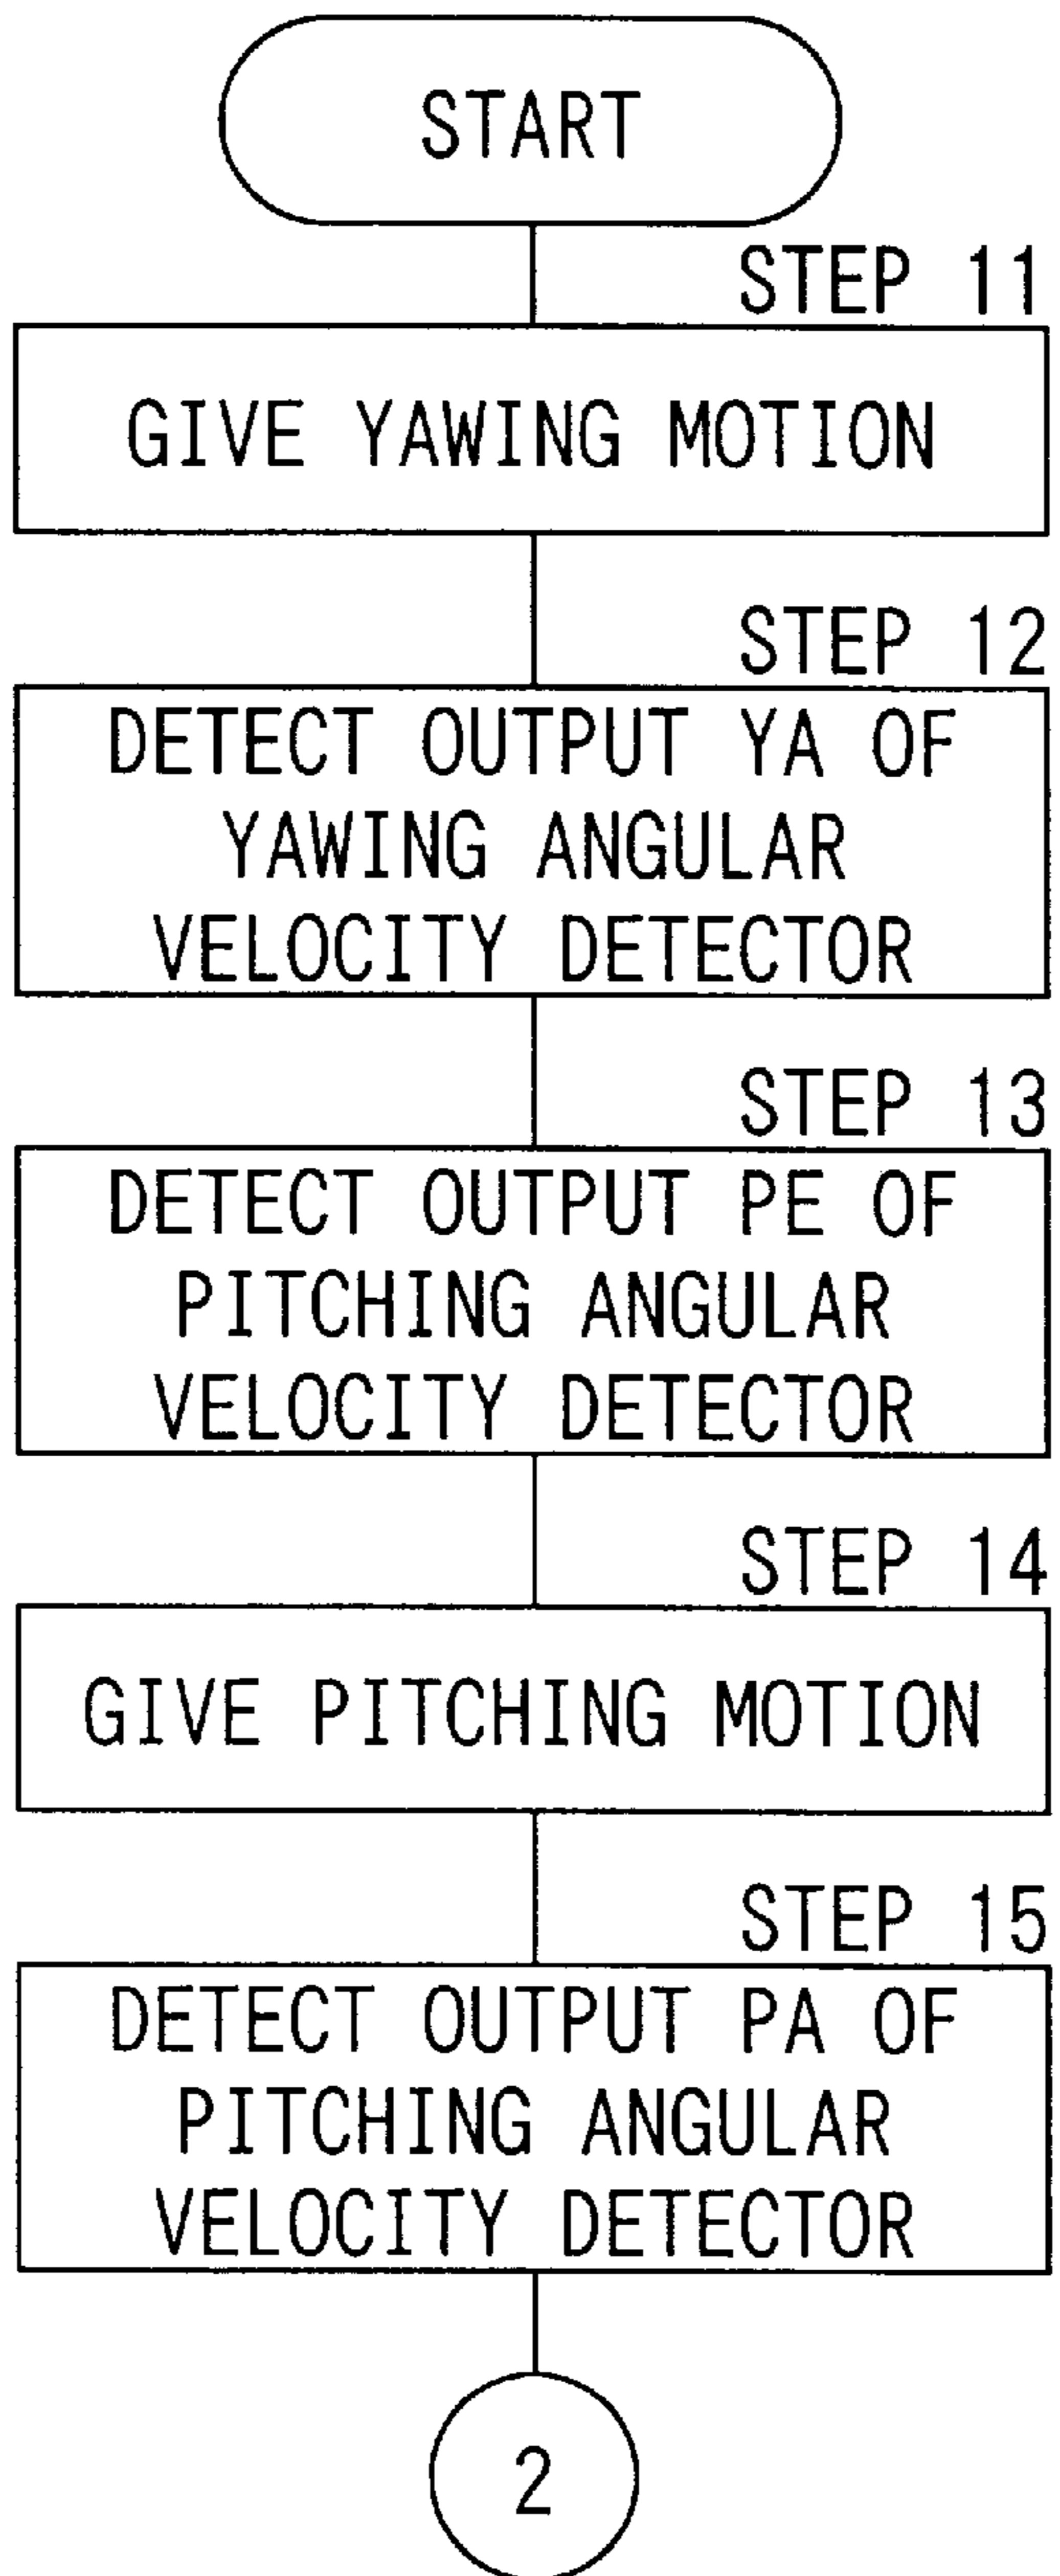 START
STEP 11
GIVE YAWING MOTION
STEP 12
DETECT OUTPUT YA OF
YAWING ANGULAR
VELOCITY DETECTOR
STEP 13
DETECT OUTPUT PE OF
PITCHING ANGULAR
VELOCITY DETECTOR
STEP 14
GIVE PITCHING MOTION
STEP 15
DETECT OUTPUT PA OF
PITCHING ANGULAR
VELOCITY DETECTOR
2